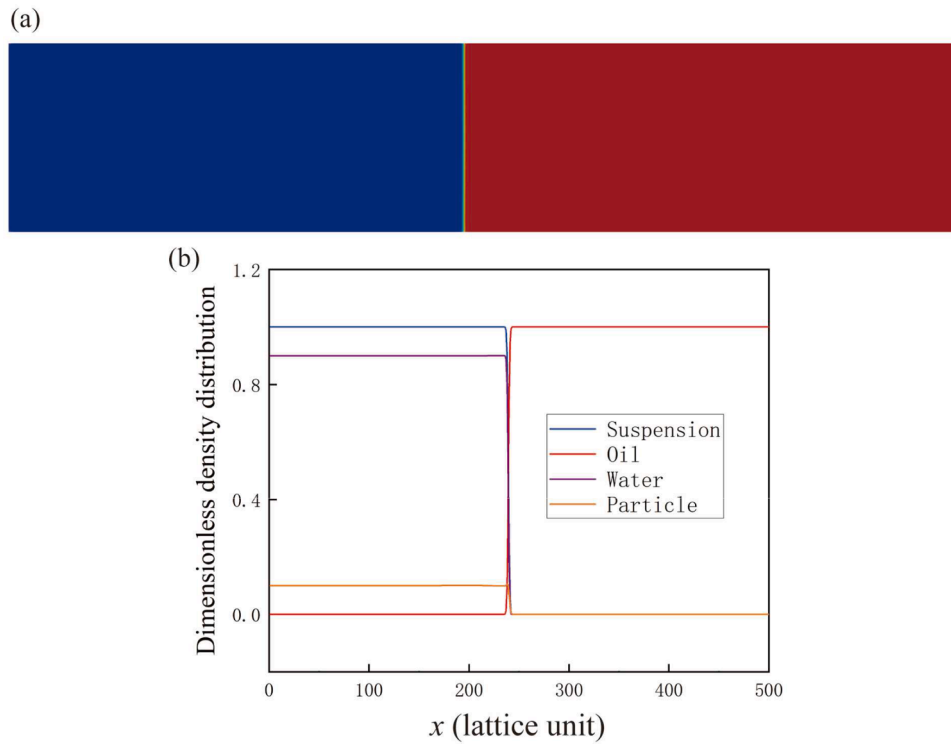 (a)
(b)
Dimensionless density distribution
1.2
0.8
0.4
0.0
Suspension
Oil
Water
Particle
0 100 200 300 400 500
x (lattice unit)